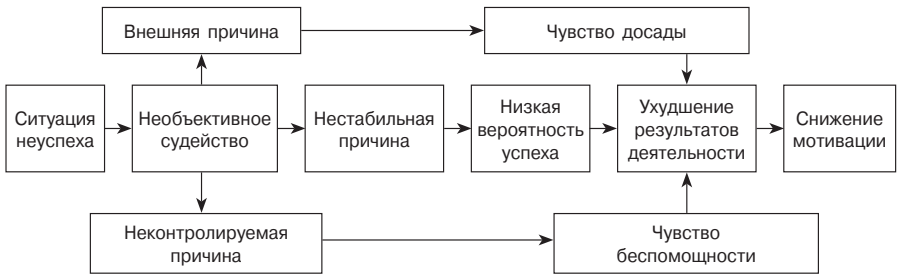 Внешняя причина
Чувство досады
Ситуация
неуспеха
Необъективное
судейство
Нестабильная
причина
Низкая
вероятность
успеха
Ухудшение
результатов
деятельности
Снижение
мотивации
Неконтролируемая
причина
Чувство
беспомощности